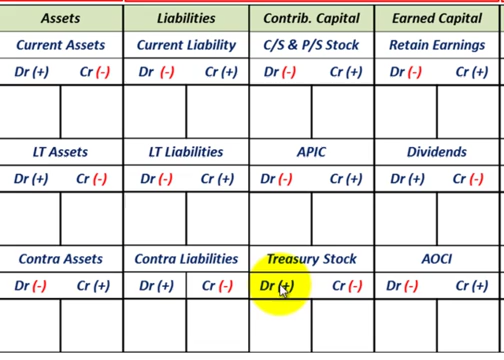 Assets Liabilities Contrib. Capital Earned Capital
Current Assets Current Liability C/S & P/S Stock Retain Earnings
Dr (+) Cr (-) Dr (-) Cr (+) Dr (-) Cr (+) Dr (-) Cr (+)
LT Assets LT Liabilities APIC Dividends
Dr (+) Cr (-) Dr (-) Cr (+) Dr (-) Cr (+) Dr (+) Cr (-)
Contra Assets Contra Liabilities Treasury Stock AOCI
Dr (-) Cr (+) Dr (+) Cr (-) Dr (+) Cr (-) Dr (-) Cr (+)